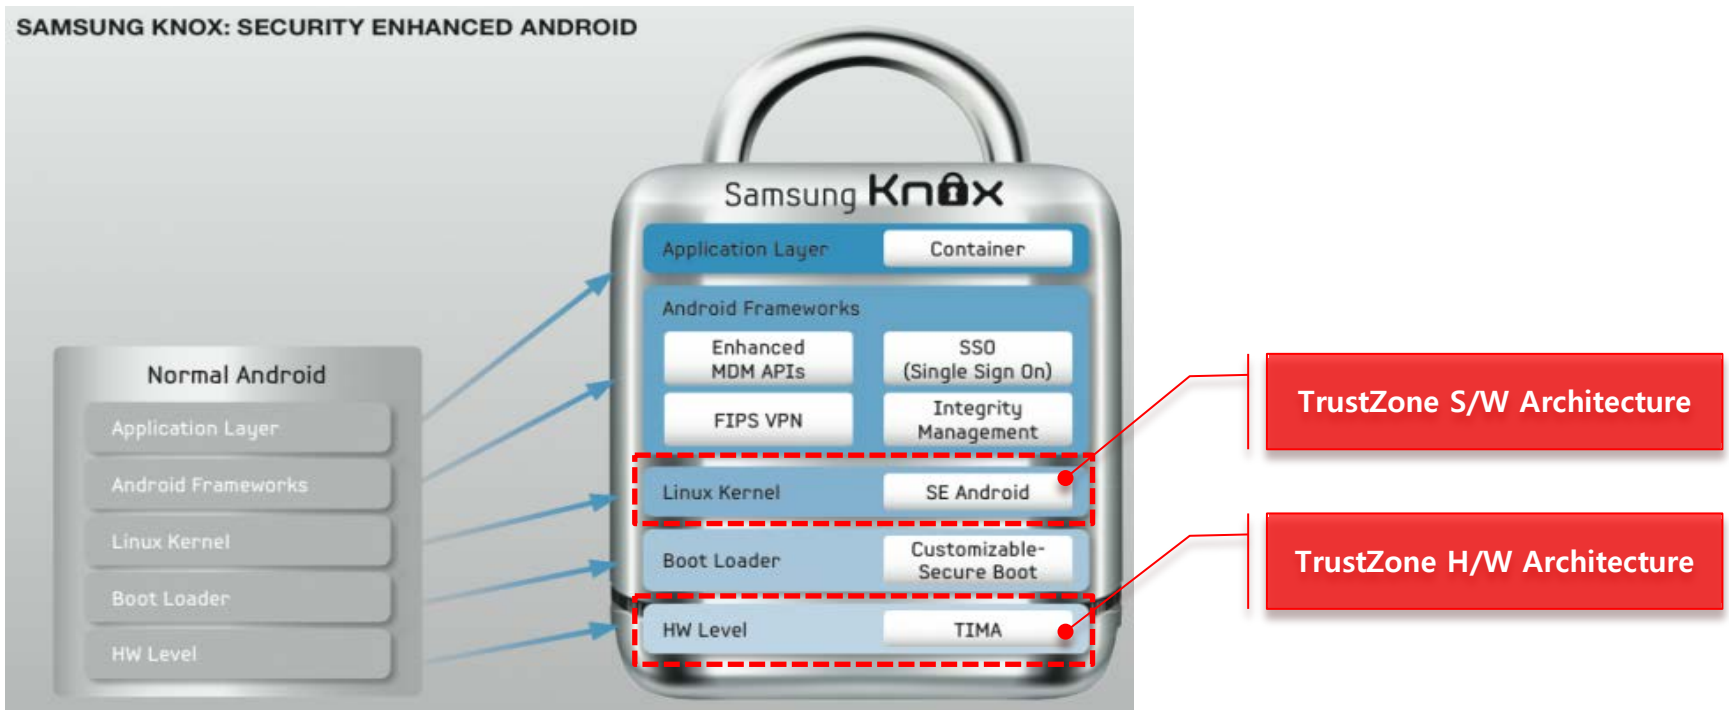 SAMSUNG KNOX: SECURITY ENHANCED ANDROID
Normal Android
Application Layer
Android Frameworks
Linux Kernel
Boot Loader
HW Level
Samsung Knox
Application Layer
Container
Android Frameworks
Enhanced
MDM APIs
SSO
(Single Sign On)
FIPS VPN
Integrity
Management
Linux Kernel
SE Android
Boot Loader
Customizable-
Secure Boot
HW Level
TIMA
TrustZone S/W Architecture
TrustZone H/W Architecture